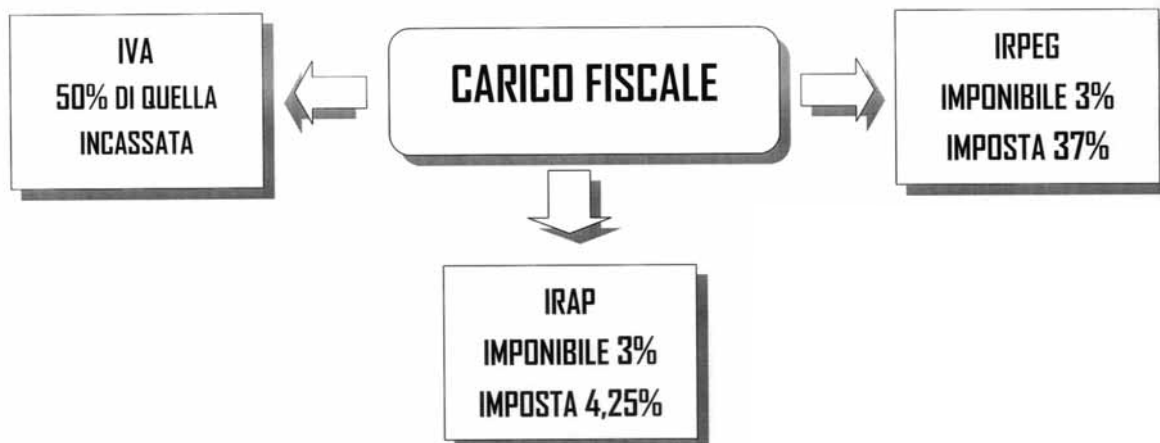 CARICO FISCALE
IVA
50% DI QUELLA
INCASSATA
IRPEG
IMPONIBILE 3%
IMPOSTA 37%
IRAP
IMPONIBILE 3%
IMPOSTA 4,25%